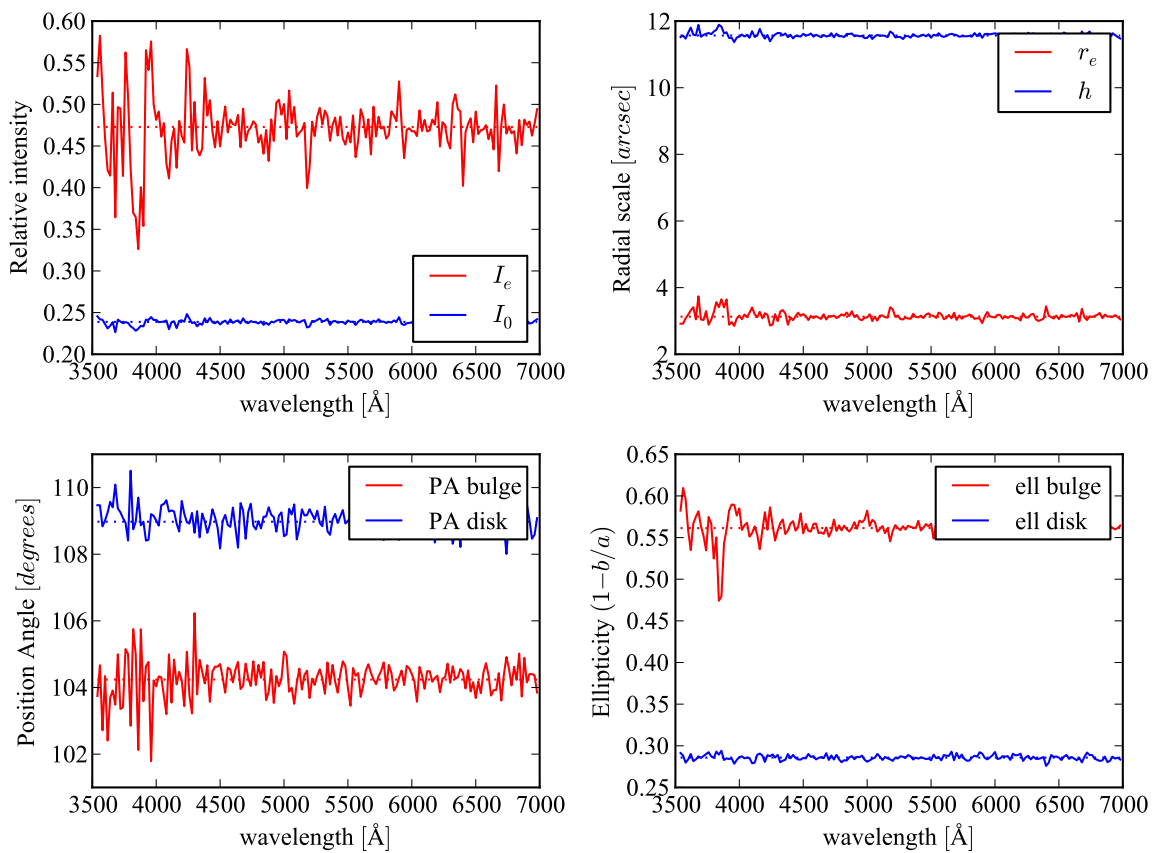 0.60
0.55
0.50
0.45
0.40
0.35
0.30
0.25
0.20
Relative intensity
I_e
I_0
3500 4000 4500 5000 5500 6000 6500 7000
wavelength [Å]
12
10
8
6
4
2
Radial scale [arcsec]
r_e
h
3500 4000 4500 5000 5500 6000 6500 7000
wavelength [Å]
110
108
106
104
102
Position Angle [degrees]
PA bulge
PA disk
3500 4000 4500 5000 5500 6000 6500 7000
wavelength [Å]
0.65
0.60
0.55
0.50
0.45
0.40
0.35
0.30
0.25
Ellipticity (1−b/a)
ell bulge
ell disk
3500 4000 4500 5000 5500 6000 6500 7000
wavelength [Å]